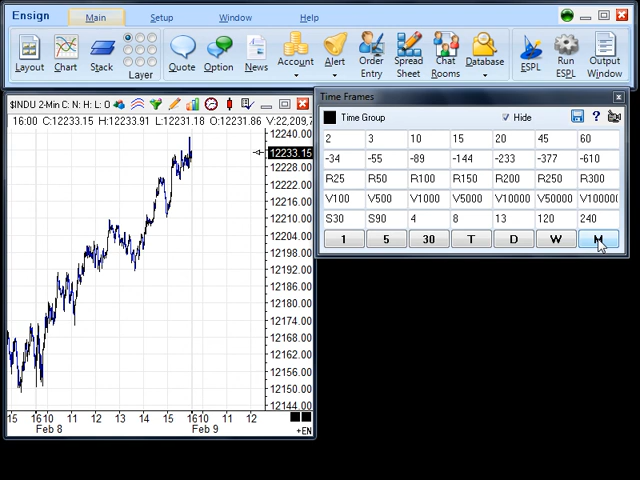 Ensign Main Setup Window Help
Layout Chart Stack Layer Quote Option News Account Alert Order Entry Spread Sheet Chat Rooms Database ESPL Run ESPL Output Window
$INDU 2-Min C: N: H: L: O
16:00 C:12233.15 H:12233.91 L:12231.18 O:12231.86 V:22,209,7
12240.00
12233.15
12228.00
12222.00
12216.00
12210.00
12204.00
12198.00
12192.00
12186.00
12180.00
12174.00
12168.00
12162.00
12156.00
12150.00
12144.00
15 1610 11 12 13 14 15 1610 11 12
Feb 8 Feb 9 +EN
Time Frames
Time Group Hide ?
2 3 10 15 20 45 60
-34 -55 -89 -144 -233 -377 -610
R25 R50 R100 R150 R200 R250 R300
V100 V500 V1000 V5000 V10000 V50000 V100000
S30 S90 4 8 13 120 240
1 5 30 T D W M